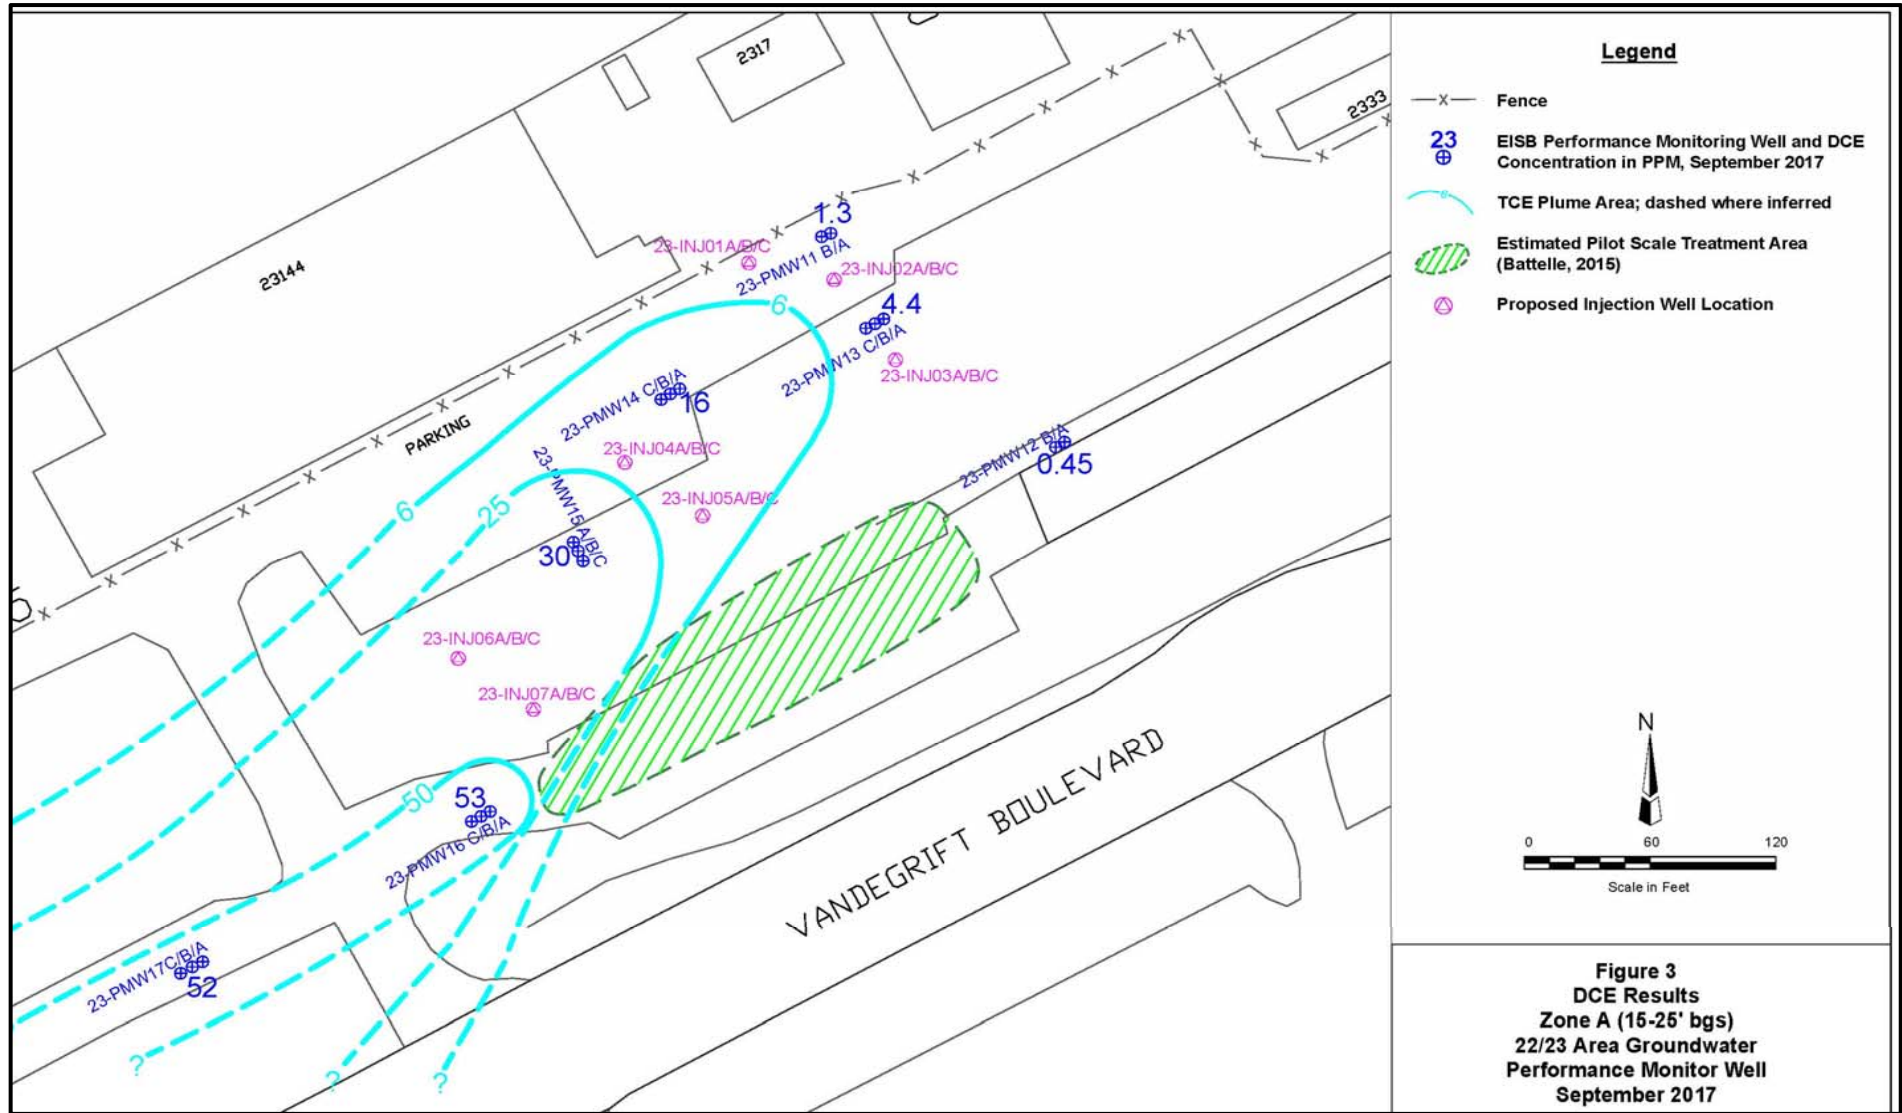 2317
2333
23144
PARKING
1.3
23-PMW11 B/A
23-INJ01A/B/C
23-INJ02A/B/C
4.4
23-PMW13 C/B/A
23-INJ03A/B/C
6
23-PMW14 C/B/A
16
23-INJ04A/B/C
23-PMW15 A/B/C
30
23-INJ05A/B/C
23-PMW12 B/A
0.45
6
25
23-INJ06A/B/C
23-INJ07A/B/C
50
53
23-PMW16 C/B/A
23-PMW17C/B/A
52
?
?
?
VANDEGRIFT BOULEVARD
Legend
X
Fence
23
EISB Performance Monitoring Well and DCE
Concentration in PPM, September 2017
6
TCE Plume Area; dashed where inferred
Estimated Pilot Scale Treatment Area
(Battelle, 2015)
Proposed Injection Well Location
N
0 60 120
Scale in Feet
Figure 3
DCE Results
Zone A (15-25' bgs)
22/23 Area Groundwater
Performance Monitor Well
September 2017